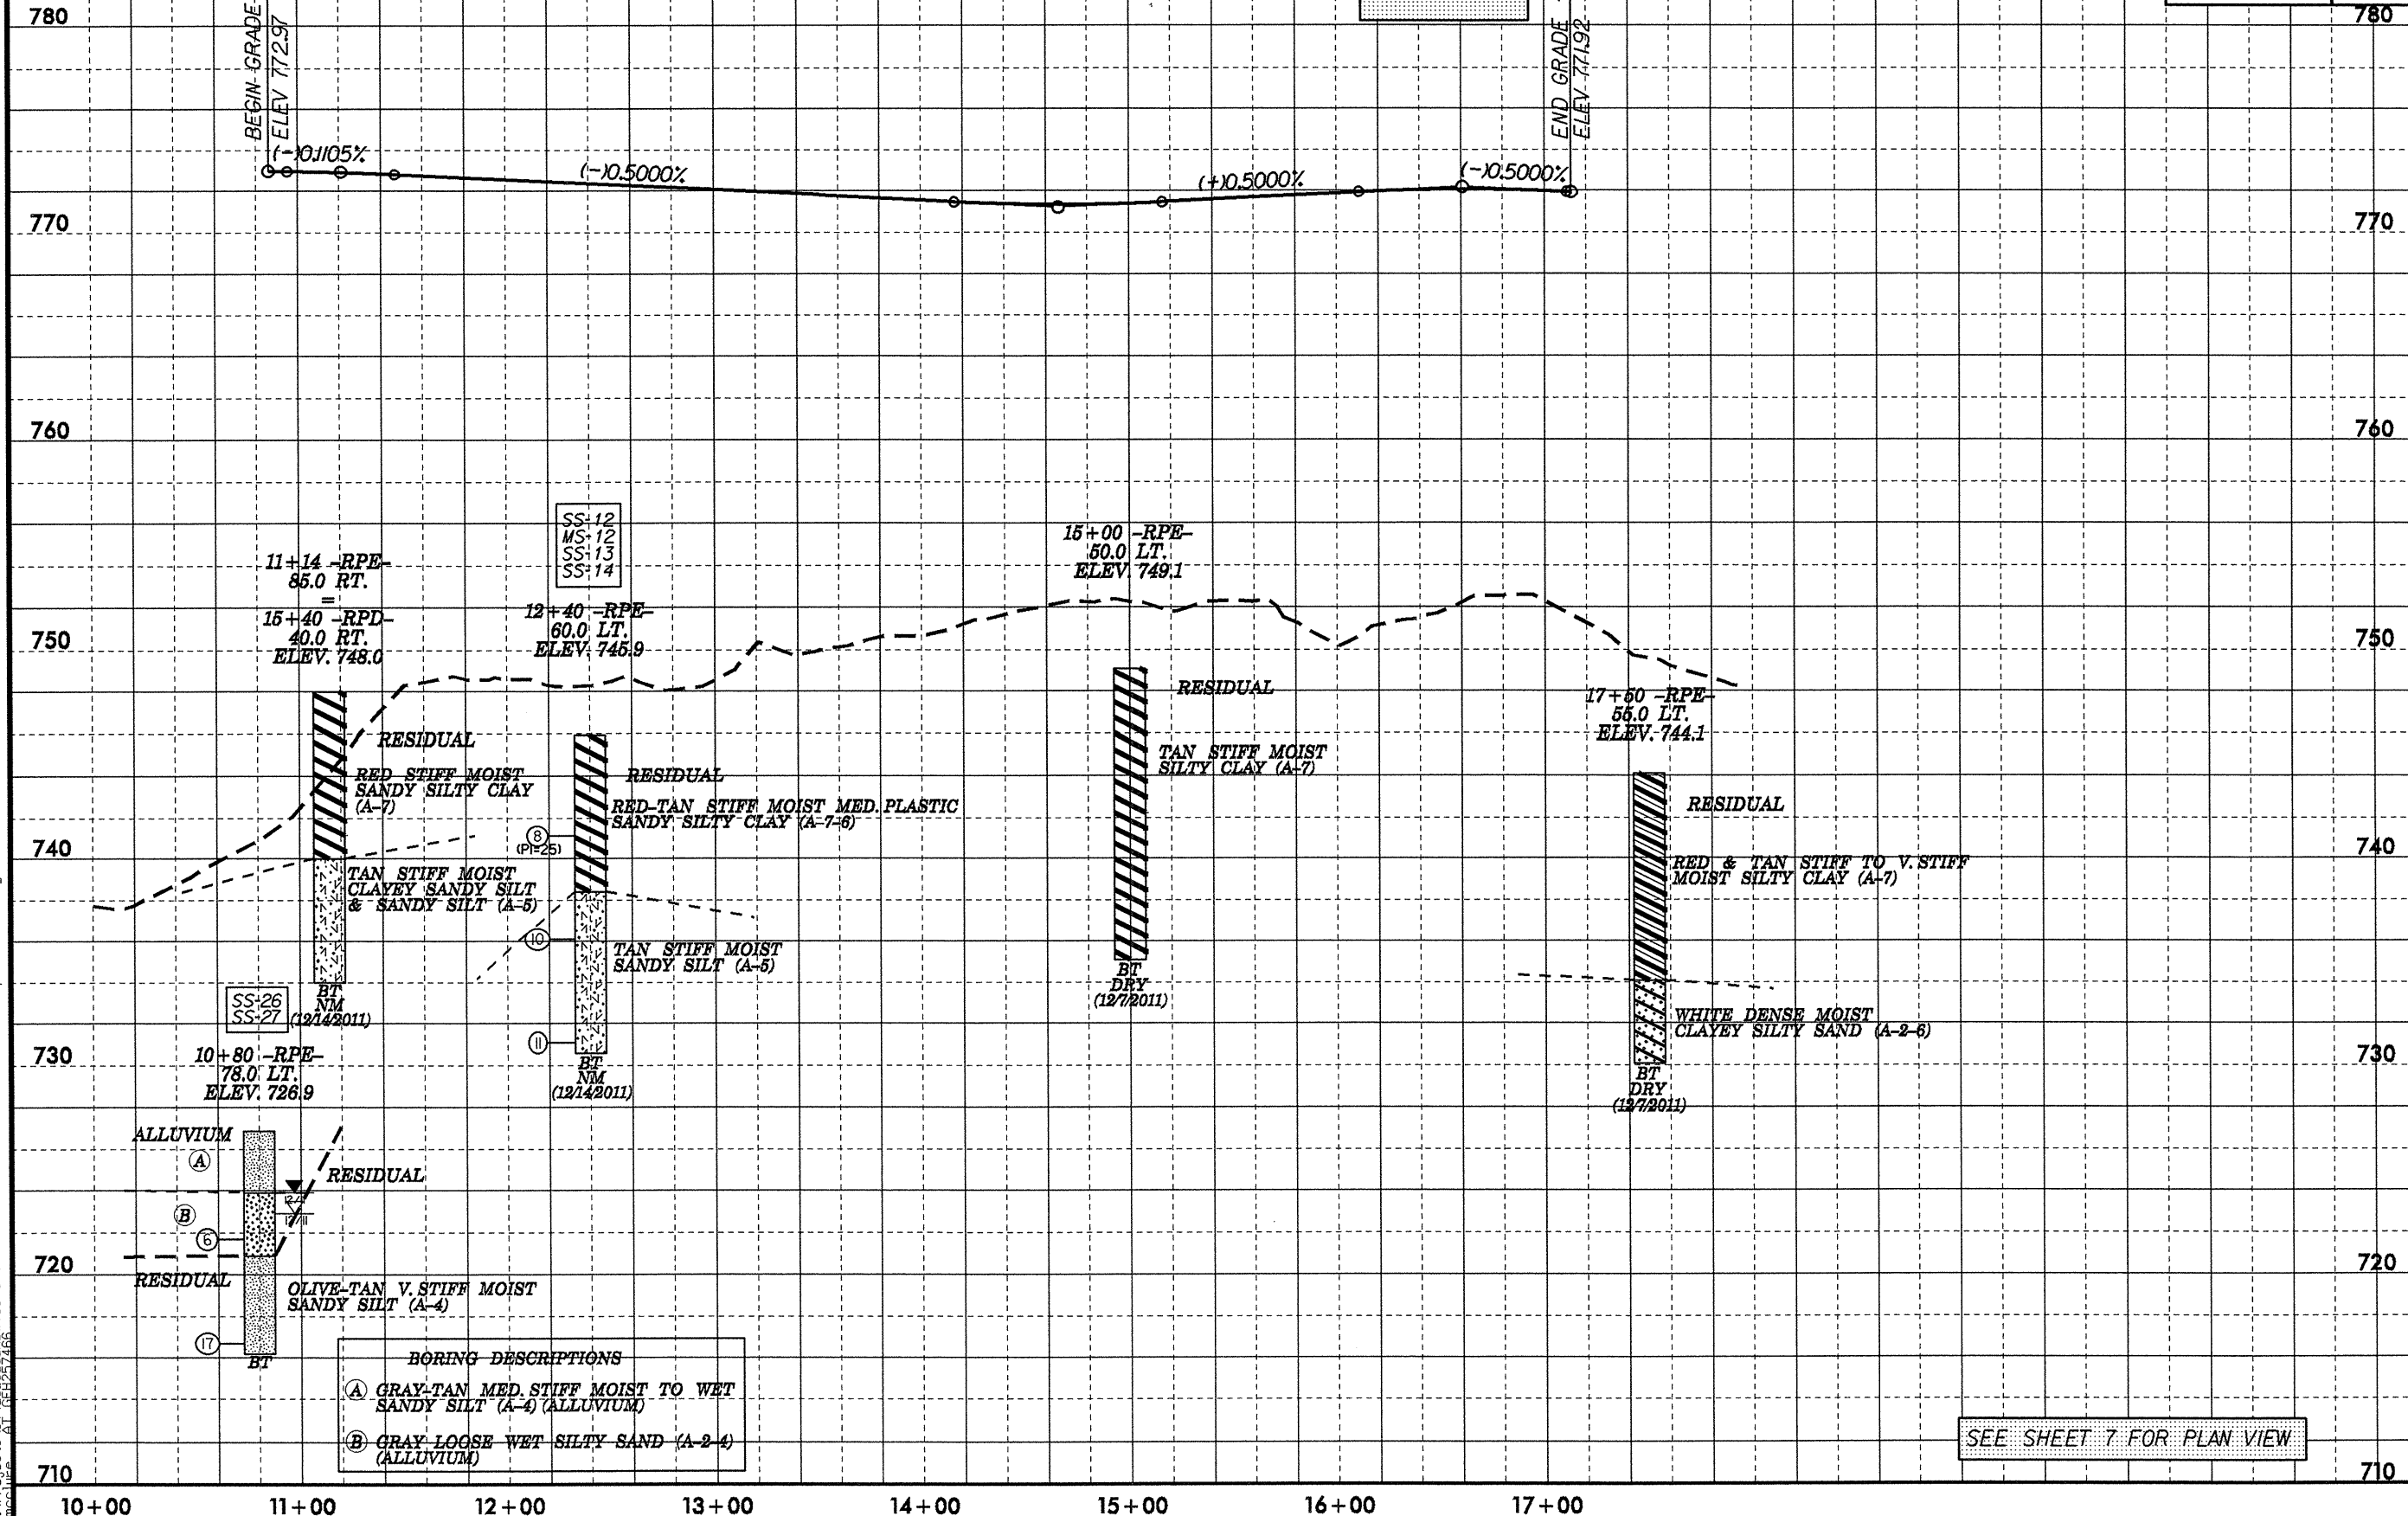 780
780
BEGIN GRADE
ELEV 772.97
END GRADE
ELEV 771.92
(-)0.1105%
(-)0.5000%
(+)0.5000%
(-)0.5000%
770
770
760
760
SS-12
MS-12
SS-13
SS-14
11+14 -RPE-
85.0 RT.
=
15+40 -RPD-
40.0 RT.
ELEV. 748.0
12+40 -RPE-
60.0 LT.
ELEV. 745.9
15+00 -RPE-
50.0 LT.
ELEV. 749.1
17+50 -RPE-
55.0 LT.
ELEV. 744.1
750
750
RESIDUAL
RED STIFF MOIST
SANDY SILTY CLAY
(A-7)
TAN STIFF MOIST
CLAYEY SANDY SILT
& SANDY SILT (A-5)
BT
NM
(12/14/2011)
RESIDUAL
RED-TAN STIFF MOIST MED. PLASTIC
SANDY SILTY CLAY (A-7-6)
8
(PI=25)
10
TAN STIFF MOIST
SANDY SILT (A-5)
11
BT
NM
(12/14/2011)
RESIDUAL
TAN STIFF MOIST
SILTY CLAY (A-7)
BT
DRY
(12/7/2011)
RESIDUAL
RED & TAN STIFF TO V. STIFF
MOIST SILTY CLAY (A-7)
WHITE DENSE MOIST
CLAYEY SILTY SAND (A-2-6)
BT
DRY
(12/7/2011)
740
740
730
730
SS-26
SS-27
10+80 -RPE-
78.0 LT.
ELEV. 726.9
ALLUVIUM
A
B
6
RESIDUAL
12/11
720
720
RESIDUAL
OLIVE-TAN V. STIFF MOIST
SANDY SILT (A-4)
17
BT
BORING DESCRIPTIONS
A GRAY-TAN MED. STIFF MOIST TO WET
SANDY SILT (A-4) (ALLUVIUM)
B GRAY LOOSE WET SILTY SAND (A-2-4)
(ALLUVIUM)
SEE SHEET 7 FOR PLAN VIEW
710
710
10+00 11+00 12+00 13+00 14+00 15+00 16+00 17+00